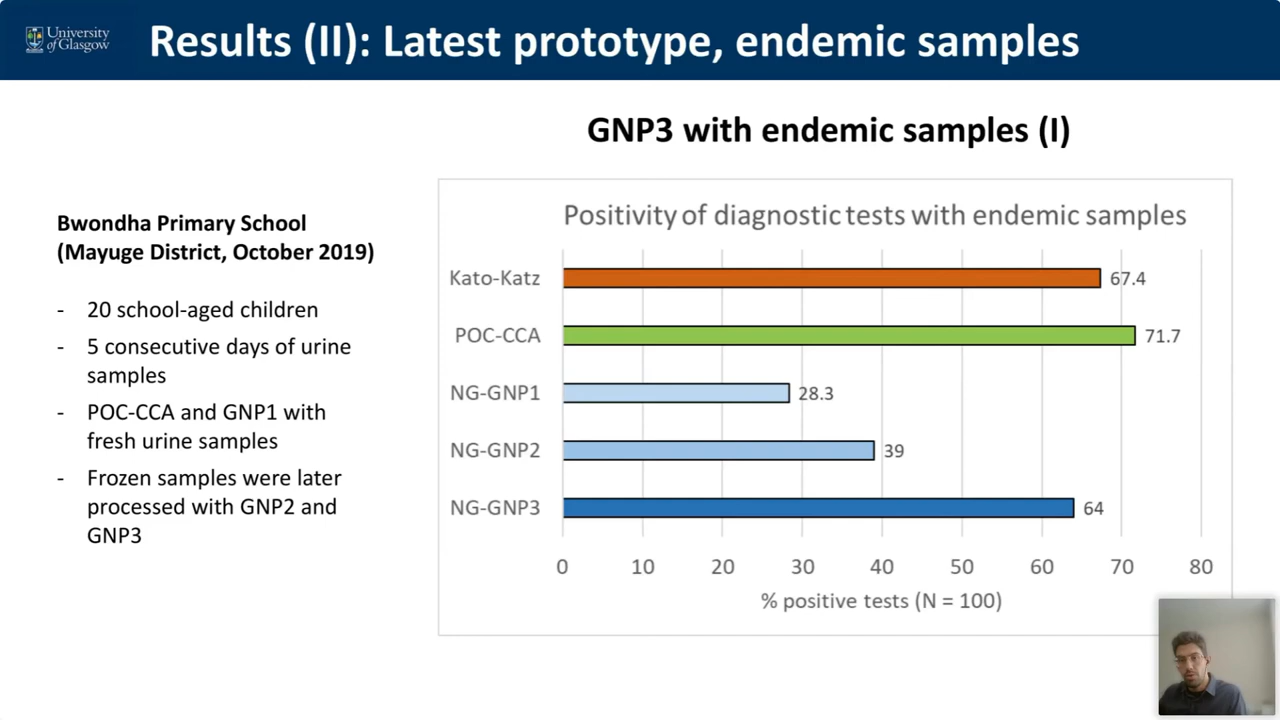 University
of Glasgow
Results (II): Latest prototype, endemic samples
GNP3 with endemic samples (I)
Bwondha Primary School
(Mayuge District, October 2019)
- 20 school-aged children
- 5 consecutive days of urine
samples
- POC-CCA and GNP1 with
fresh urine samples
- Frozen samples were later
processed with GNP2 and
GNP3
Positivity of diagnostic tests with endemic samples
Kato-Katz 67.4
POC-CCA 71.7
NG-GNP1 28.3
NG-GNP2 39
NG-GNP3 64
0 10 20 30 40 50 60 70 80
% positive tests (N = 100)